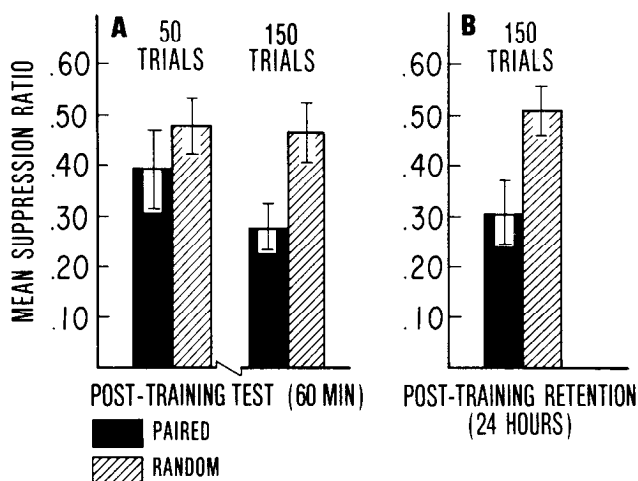 A
50
TRIALS
150
TRIALS
B
150
TRIALS
MEAN SUPPRESSION RATIO
.60
.50
.40
.30
.20
.10
.60
.50
.40
.30
.20
.10
POST-TRAINING TEST (60 MIN)
POST-TRAINING RETENTION
(24 HOURS)
PAIRED
RANDOM